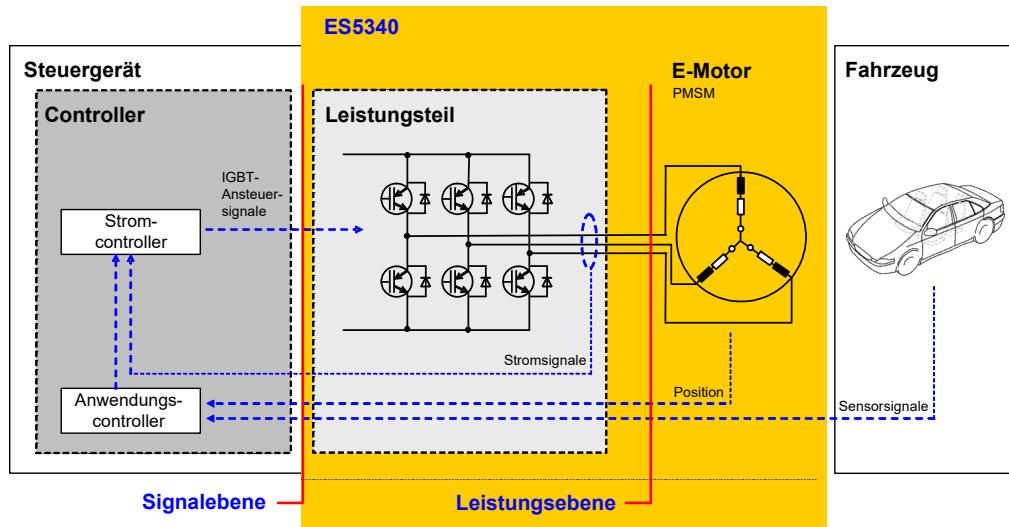 ES5340
Steuergerät
Controller
Leistungsteil
E-Motor
PMSM
Fahrzeug
IGBT-
Ansteuer-
signale
Strom-
controller
Stromsignale
Anwendungs-
controller
Position
Sensorsignale
Signalebene
Leistungsebene